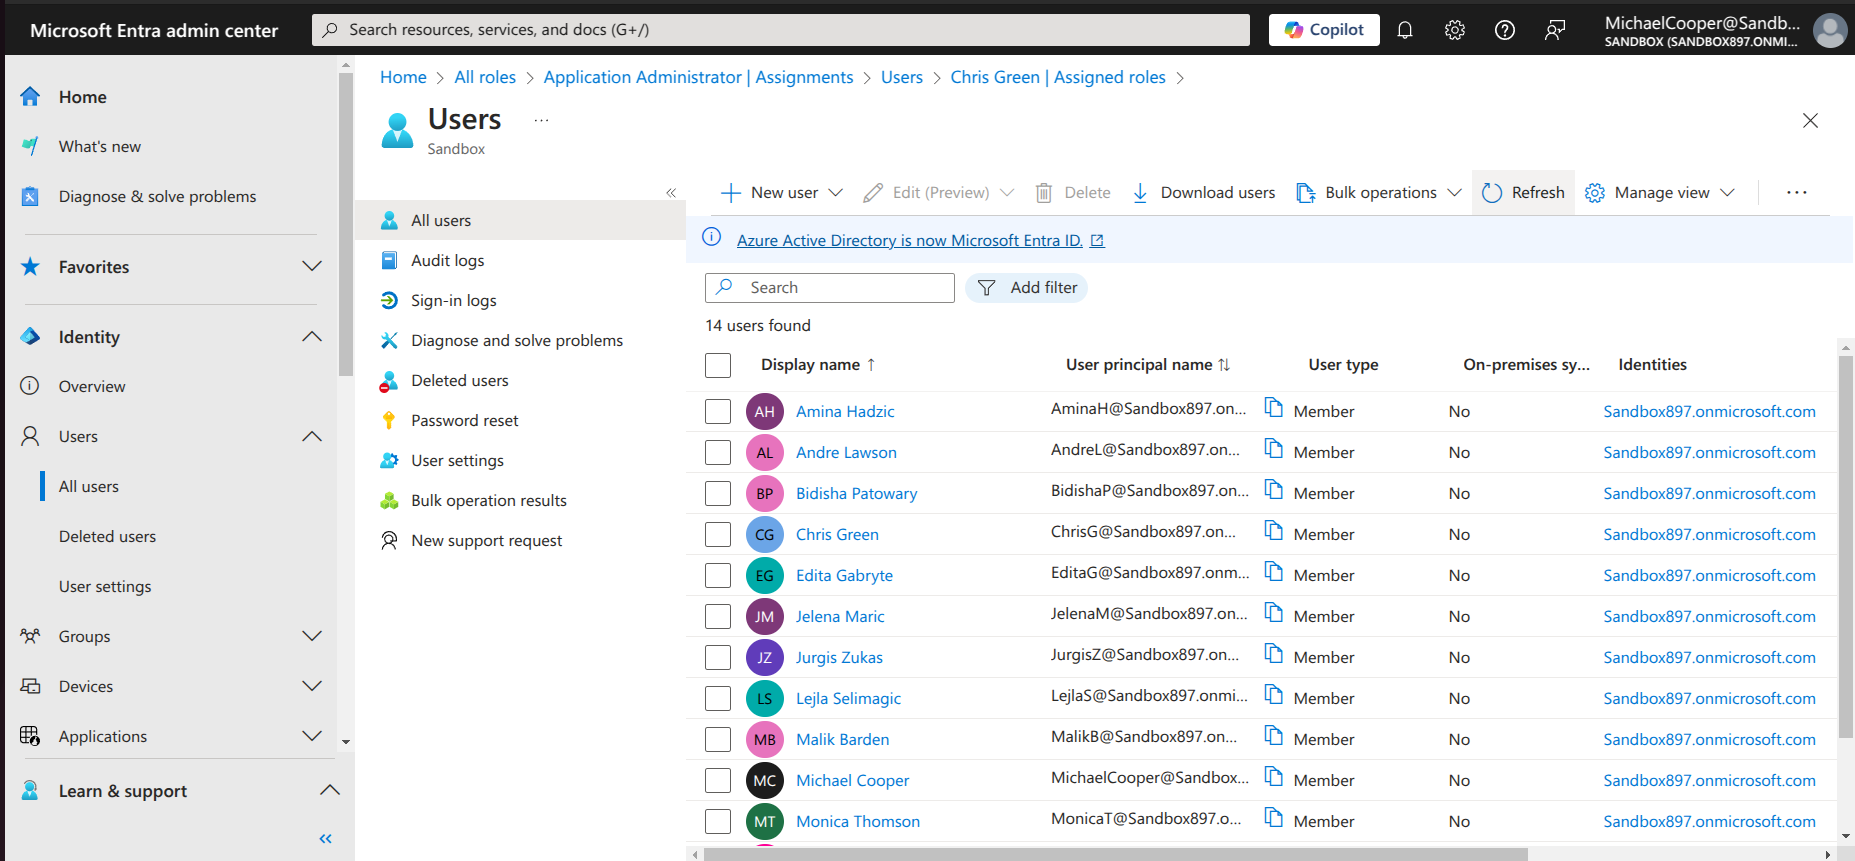 Microsoft Entra admin center
Search resources, services, and docs (G+/)
Copilot
MichaelCooper@Sandb...
SANDBOX (SANDBOX897.ONMI...
Home
What's new
Diagnose & solve problems
Favorites
Identity
Overview
Users
All users
Deleted users
User settings
Groups
Devices
Applications
Learn & support
Home > All roles > Application Administrator | Assignments > Users > Chris Green | Assigned roles >
Users ...
Sandbox
All users
Audit logs
Sign-in logs
Diagnose and solve problems
Deleted users
Password reset
User settings
Bulk operation results
New support request
New user Edit (Preview) Delete Download users Bulk operations Refresh Manage view ...
Azure Active Directory is now Microsoft Entra ID.
Search Add filter
14 users found
Display name ↑ User principal name ↑↓ User type On-premises sy... Identities
AH Amina Hadzic AminaH@Sandbox897.on... Member No Sandbox897.onmicrosoft.com
AL Andre Lawson AndreL@Sandbox897.on... Member No Sandbox897.onmicrosoft.com
BP Bidisha Patowary BidishaP@Sandbox897.on... Member No Sandbox897.onmicrosoft.com
CG Chris Green ChrisG@Sandbox897.on... Member No Sandbox897.onmicrosoft.com
EG Edita Gabryte EditaG@Sandbox897.onm... Member No Sandbox897.onmicrosoft.com
JM Jelena Maric JelenaM@Sandbox897.on... Member No Sandbox897.onmicrosoft.com
JZ Jurgis Zukas JurgisZ@Sandbox897.on... Member No Sandbox897.onmicrosoft.com
LS Lejla Selimagic LejlaS@Sandbox897.onmi... Member No Sandbox897.onmicrosoft.com
MB Malik Barden MalikB@Sandbox897.on... Member No Sandbox897.onmicrosoft.com
MC Michael Cooper MichaelCooper@Sandbox... Member No Sandbox897.onmicrosoft.com
MT Monica Thomson MonicaT@Sandbox897.o... Member No Sandbox897.onmicrosoft.com